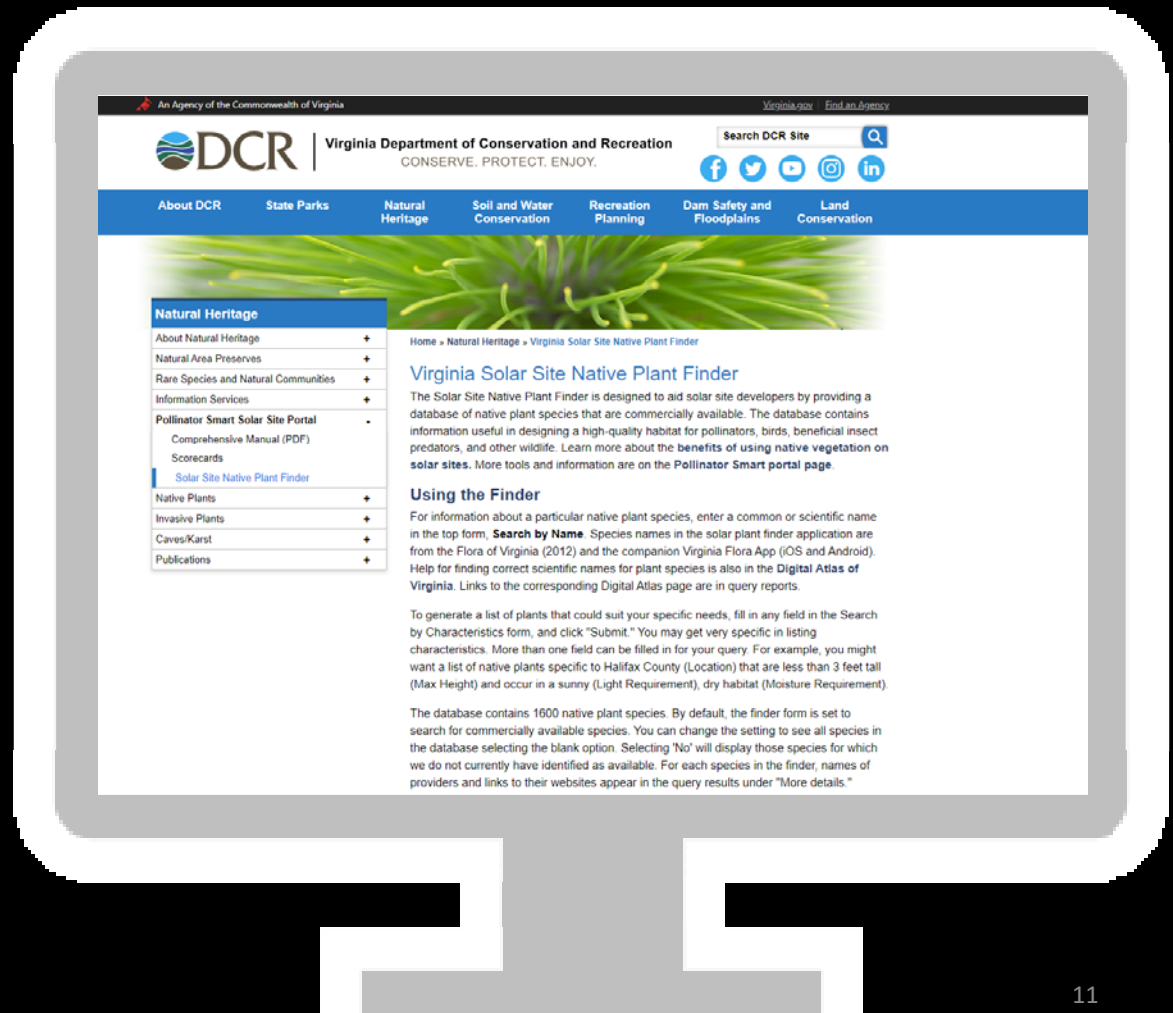 An Agency of the Commonwealth of Virginia
Virginia.gov | Find an Agency
DCR
Virginia Department of Conservation and Recreation
CONSERVE. PROTECT. ENJOY.
Search DCR Site
About DCR
State Parks
Natural
Heritage
Soil and Water
Conservation
Recreation
Planning
Dam Safety and
Floodplains
Land
Conservation
Natural Heritage
About Natural Heritage +
Natural Area Preserves +
Rare Species and Natural Communities +
Information Services +
Pollinator Smart Solar Site Portal -
Comprehensive Manual (PDF)
Scorecards
Solar Site Native Plant Finder
Native Plants +
Invasive Plants +
Caves/Karst +
Publications +
Home » Natural Heritage » Virginia Solar Site Native Plant Finder
Virginia Solar Site Native Plant Finder
The Solar Site Native Plant Finder is designed to aid solar site developers by providing a
database of native plant species that are commercially available. The database contains
information useful in designing a high-quality habitat for pollinators, birds, beneficial insect
predators, and other wildlife. Learn more about the benefits of using native vegetation on
solar sites. More tools and information are on the Pollinator Smart portal page.
Using the Finder
For information about a particular native plant species, enter a common or scientific name
in the top form, Search by Name. Species names in the solar plant finder application are
from the Flora of Virginia (2012) and the companion Virginia Flora App (iOS and Android).
Help for finding correct scientific names for plant species is also in the Digital Atlas of
Virginia. Links to the corresponding Digital Atlas page are in query reports.
To generate a list of plants that could suit your specific needs, fill in any field in the Search
by Characteristics form, and click "Submit." You may get very specific in listing
characteristics. More than one field can be filled in for your query. For example, you might
want a list of native plants specific to Halifax County (Location) that are less than 3 feet tall
(Max Height) and occur in a sunny (Light Requirement), dry habitat (Moisture Requirement).
The database contains 1600 native plant species. By default, the finder form is set to
search for commercially available species. You can change the setting to see all species in
the database selecting the blank option. Selecting 'No' will display those species for which
we do not currently have identified as available. For each species in the finder, names of
providers and links to their websites appear in the query results under "More details."
11